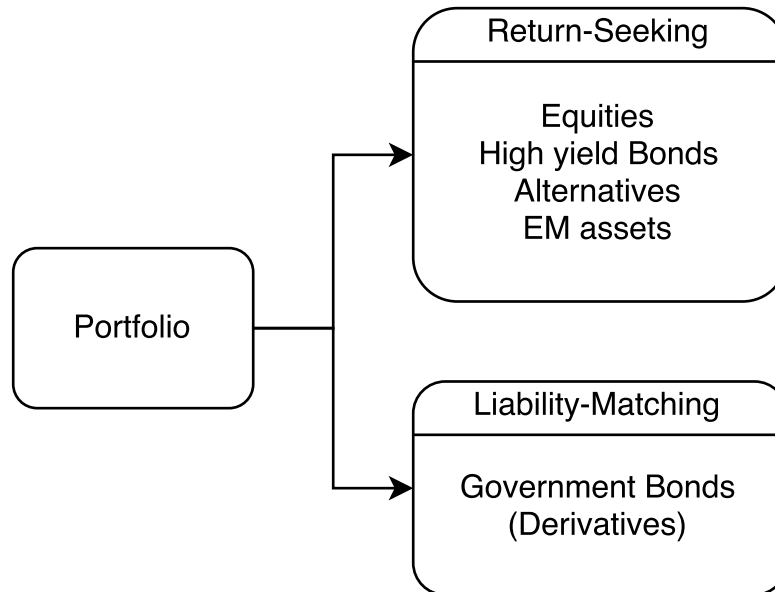 Return-Seeking
Equities
High yield Bonds
Alternatives
EM assets
Portfolio
Liability-Matching
Government Bonds
(Derivatives)